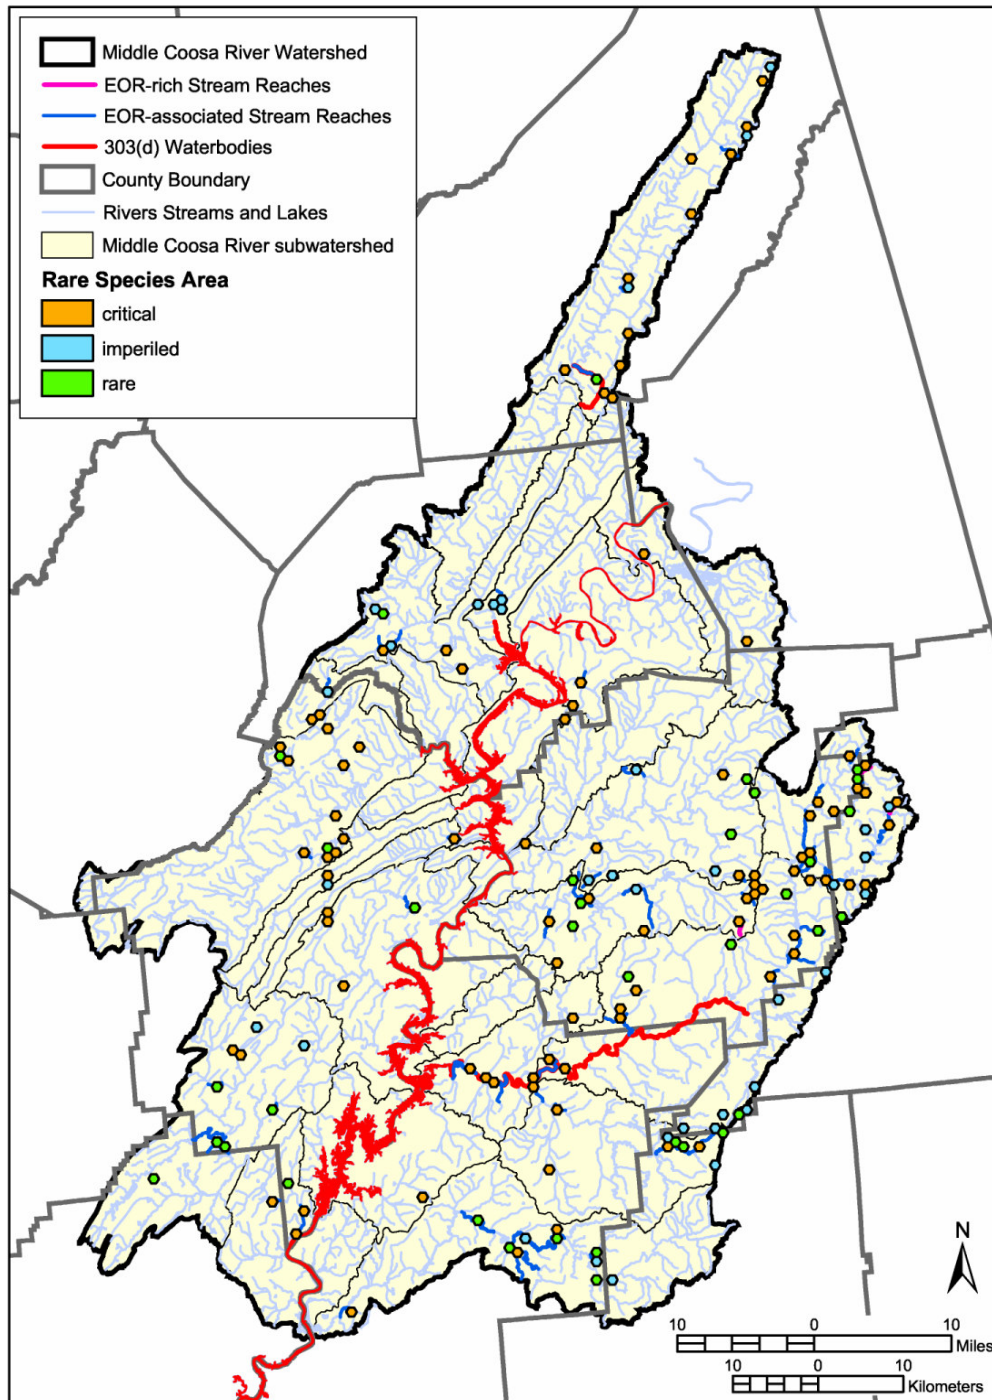 Middle Coosa River Watershed
EOR-rich Stream Reaches
EOR-associated Stream Reaches
303(d) Waterbodies
County Boundary
Rivers Streams and Lakes
Middle Coosa River subwatershed
Rare Species Area
critical
imperiled
rare
N
10 0 10
Miles
10 0 10
Kilometers